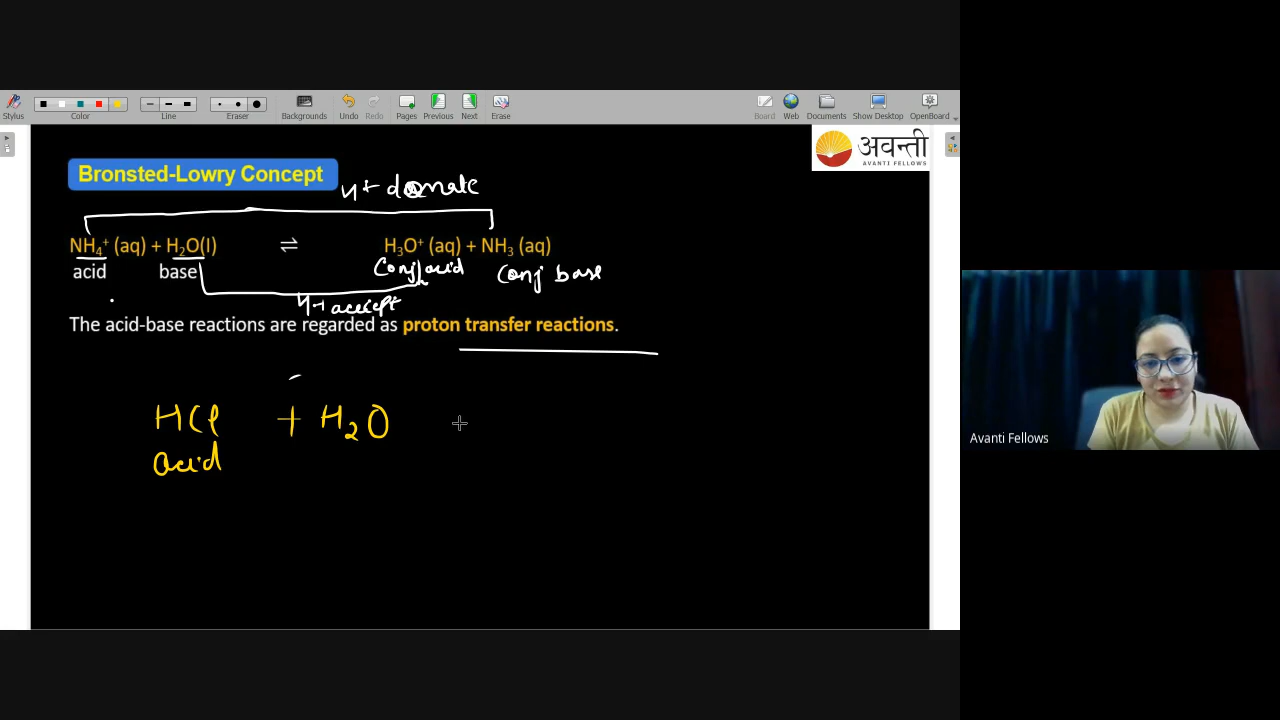 Stylus Color Line Eraser Backgrounds Undo Redo Pages Previous Next Erase Board Web Documents Show Desktop OpenBoard
अवन्ती
AVANTI FELLOWS
Bronsted-Lowry Concept
H+ donate
NH₄⁺ (aq) + H₂O(l) ⇌ H₃O⁺ (aq) + NH₃ (aq)
acid base Conj acid Conj base
H+ accept
The acid-base reactions are regarded as proton transfer reactions.
HCl + H₂O
acid
Avanti Fellows